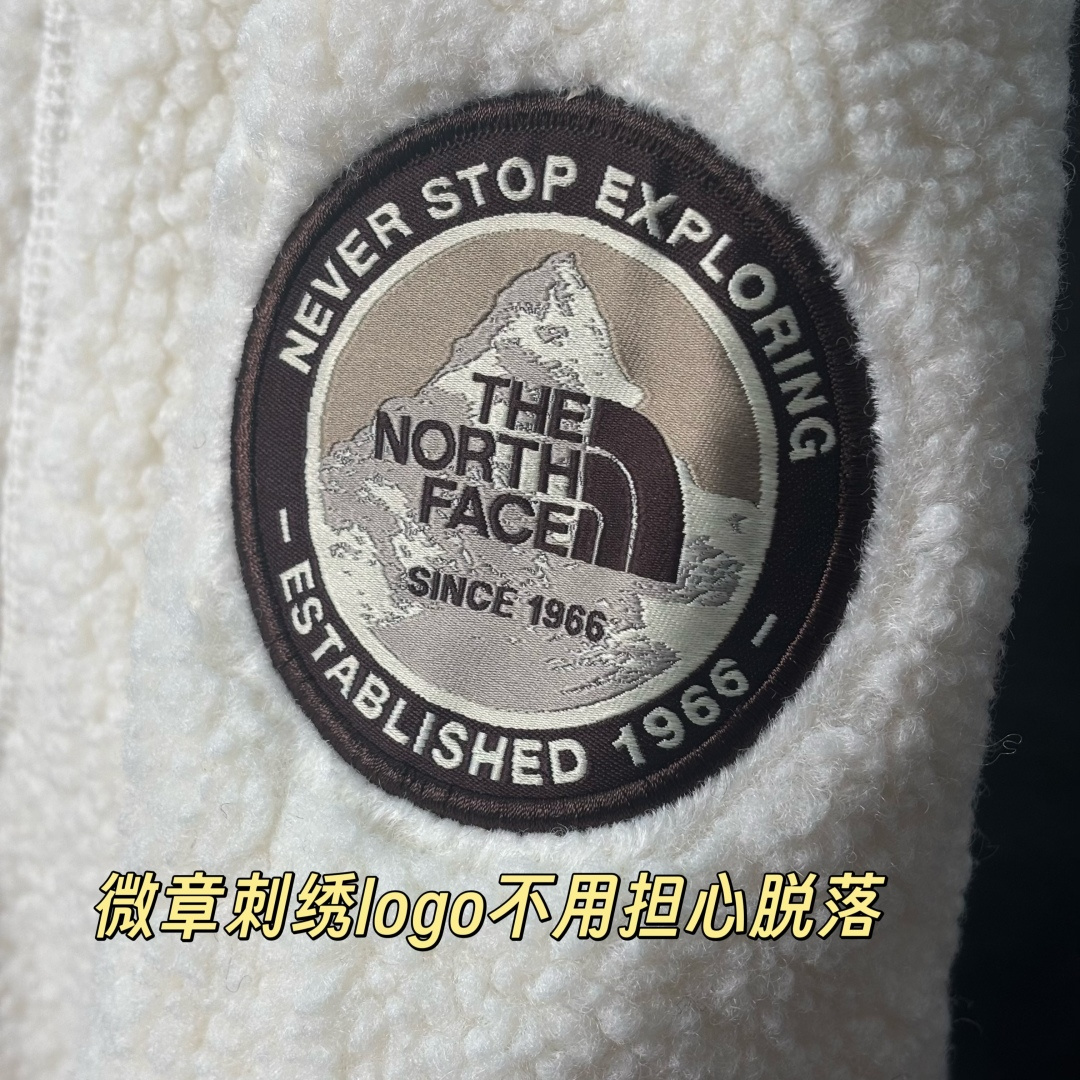 NEVER STOP EXPLORING
THE
NORTH
FACE
SINCE 1966
- ESTABLISHED 1966 -
微章刺绣logo不用担心脱落